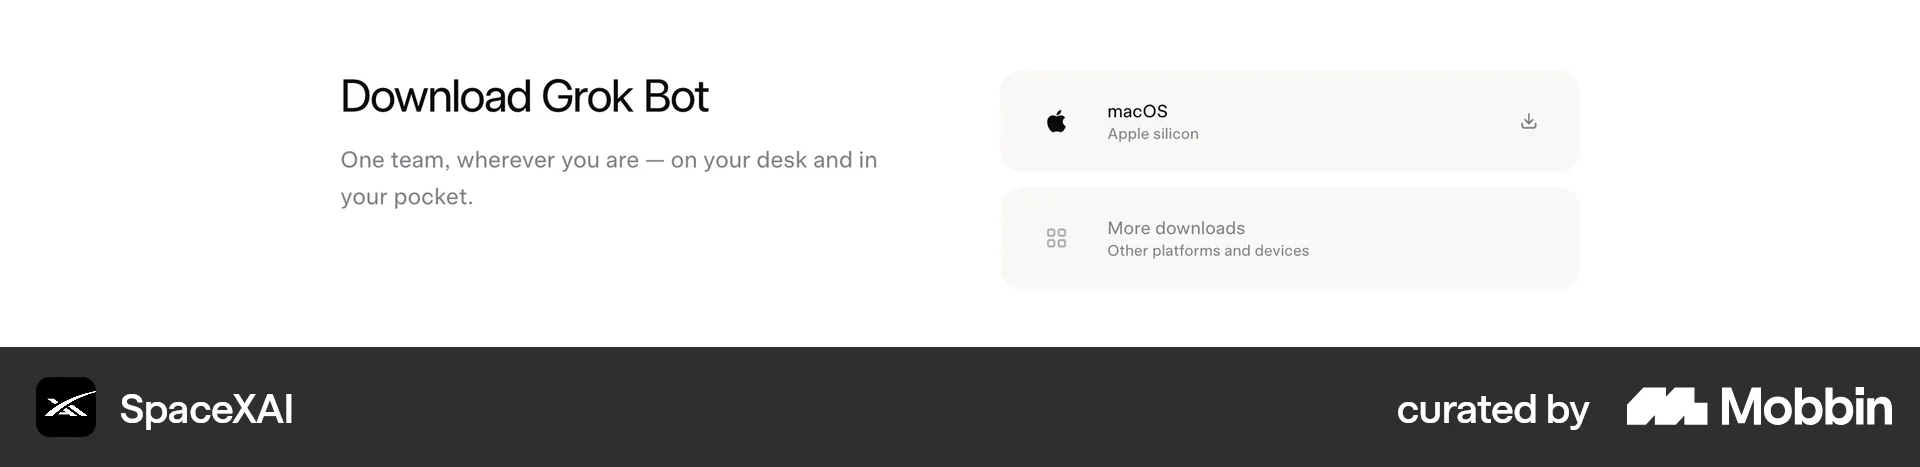 Download Grok Bot
One team, wherever you are — on your desk and in
your pocket.
macOS
Apple silicon
More downloads
Other platforms and devices
SpaceXAI
curated by Mobbin